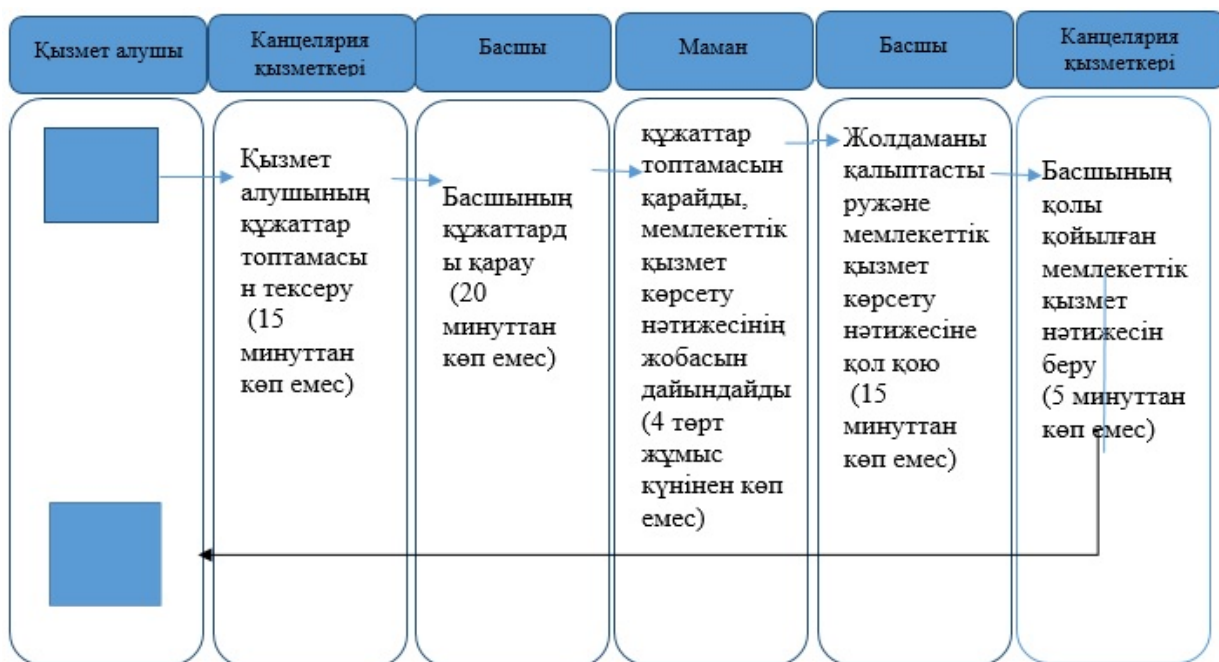 Қызмет алушы
Канцелярия
қызметкері
Басшы
Маман
Басшы
Канцелярия
қызметкері
Қызмет
алушының
құжаттар
топтамасы
н тексеру
(15
минуттан
көп емес)
Басшының
құжаттард
ы қарау
(20
минуттан
көп емес)
құжаттар
топтамасын
қарайды,
мемлекеттік
қызмет
көрсету
нәтижесінің
жобасын
дайындайды
(4 төрт
жұмыс
күнінен көп
емес)
Жолдаманы
қалыптасты
ружәне
мемлекеттік
қызмет
көрсету
нәтижесіне
қол қою
(15
минуттан
көп емес)
Басшының
қолы
қойылған
мемлекеттік
қызмет
нәтижесін
беру
(5 минуттан
көп емес)